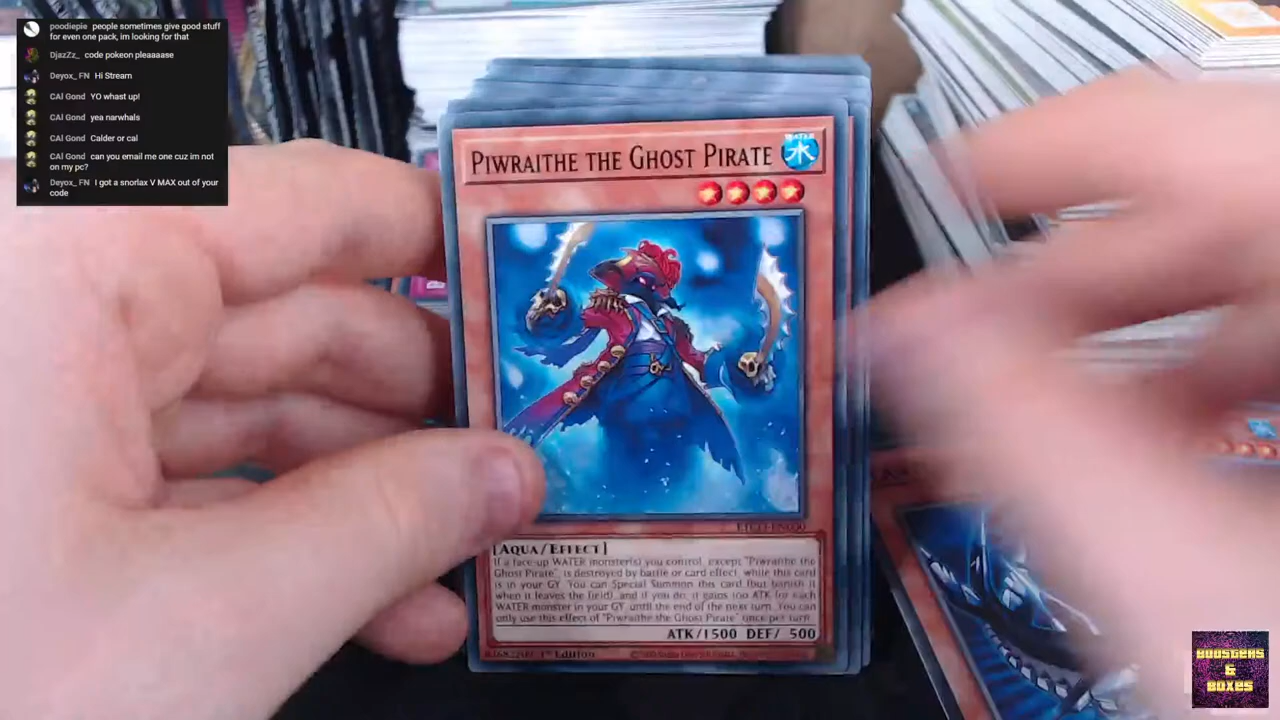 poodiepie people sometimes give good stuff
for even one pack, im looking for that
DjazZz_ code pokeon pleaaaase
Deyox_ FN Hi Stream
CAl Gond YO whast up!
CAl Gond yea narwhals
CAl Gond Calder or cal
CAl Gond can you email me one cuz im not
on my pc?
Deyox_ FN I got a snorlax V MAX out of your
code
PIWRAITHE THE GHOST PIRATE
WATER
水
[AQUA/EFFECT]
If a face-up WATER monster(s) you control, except "Piwraithe the
Ghost Pirate", is destroyed by battle or card effect, while this card
is in your GY: You can Special Summon this card (but banish it
when it leaves the field), and if you do, it gains 100 ATK for each
WATER monster in your GY, until the end of the next turn. You can
only use this effect of "Piwraithe the Ghost Pirate" once per turn.
ATK/1500 DEF/ 500
1st Edition
BOOSTERS
&
BOXES